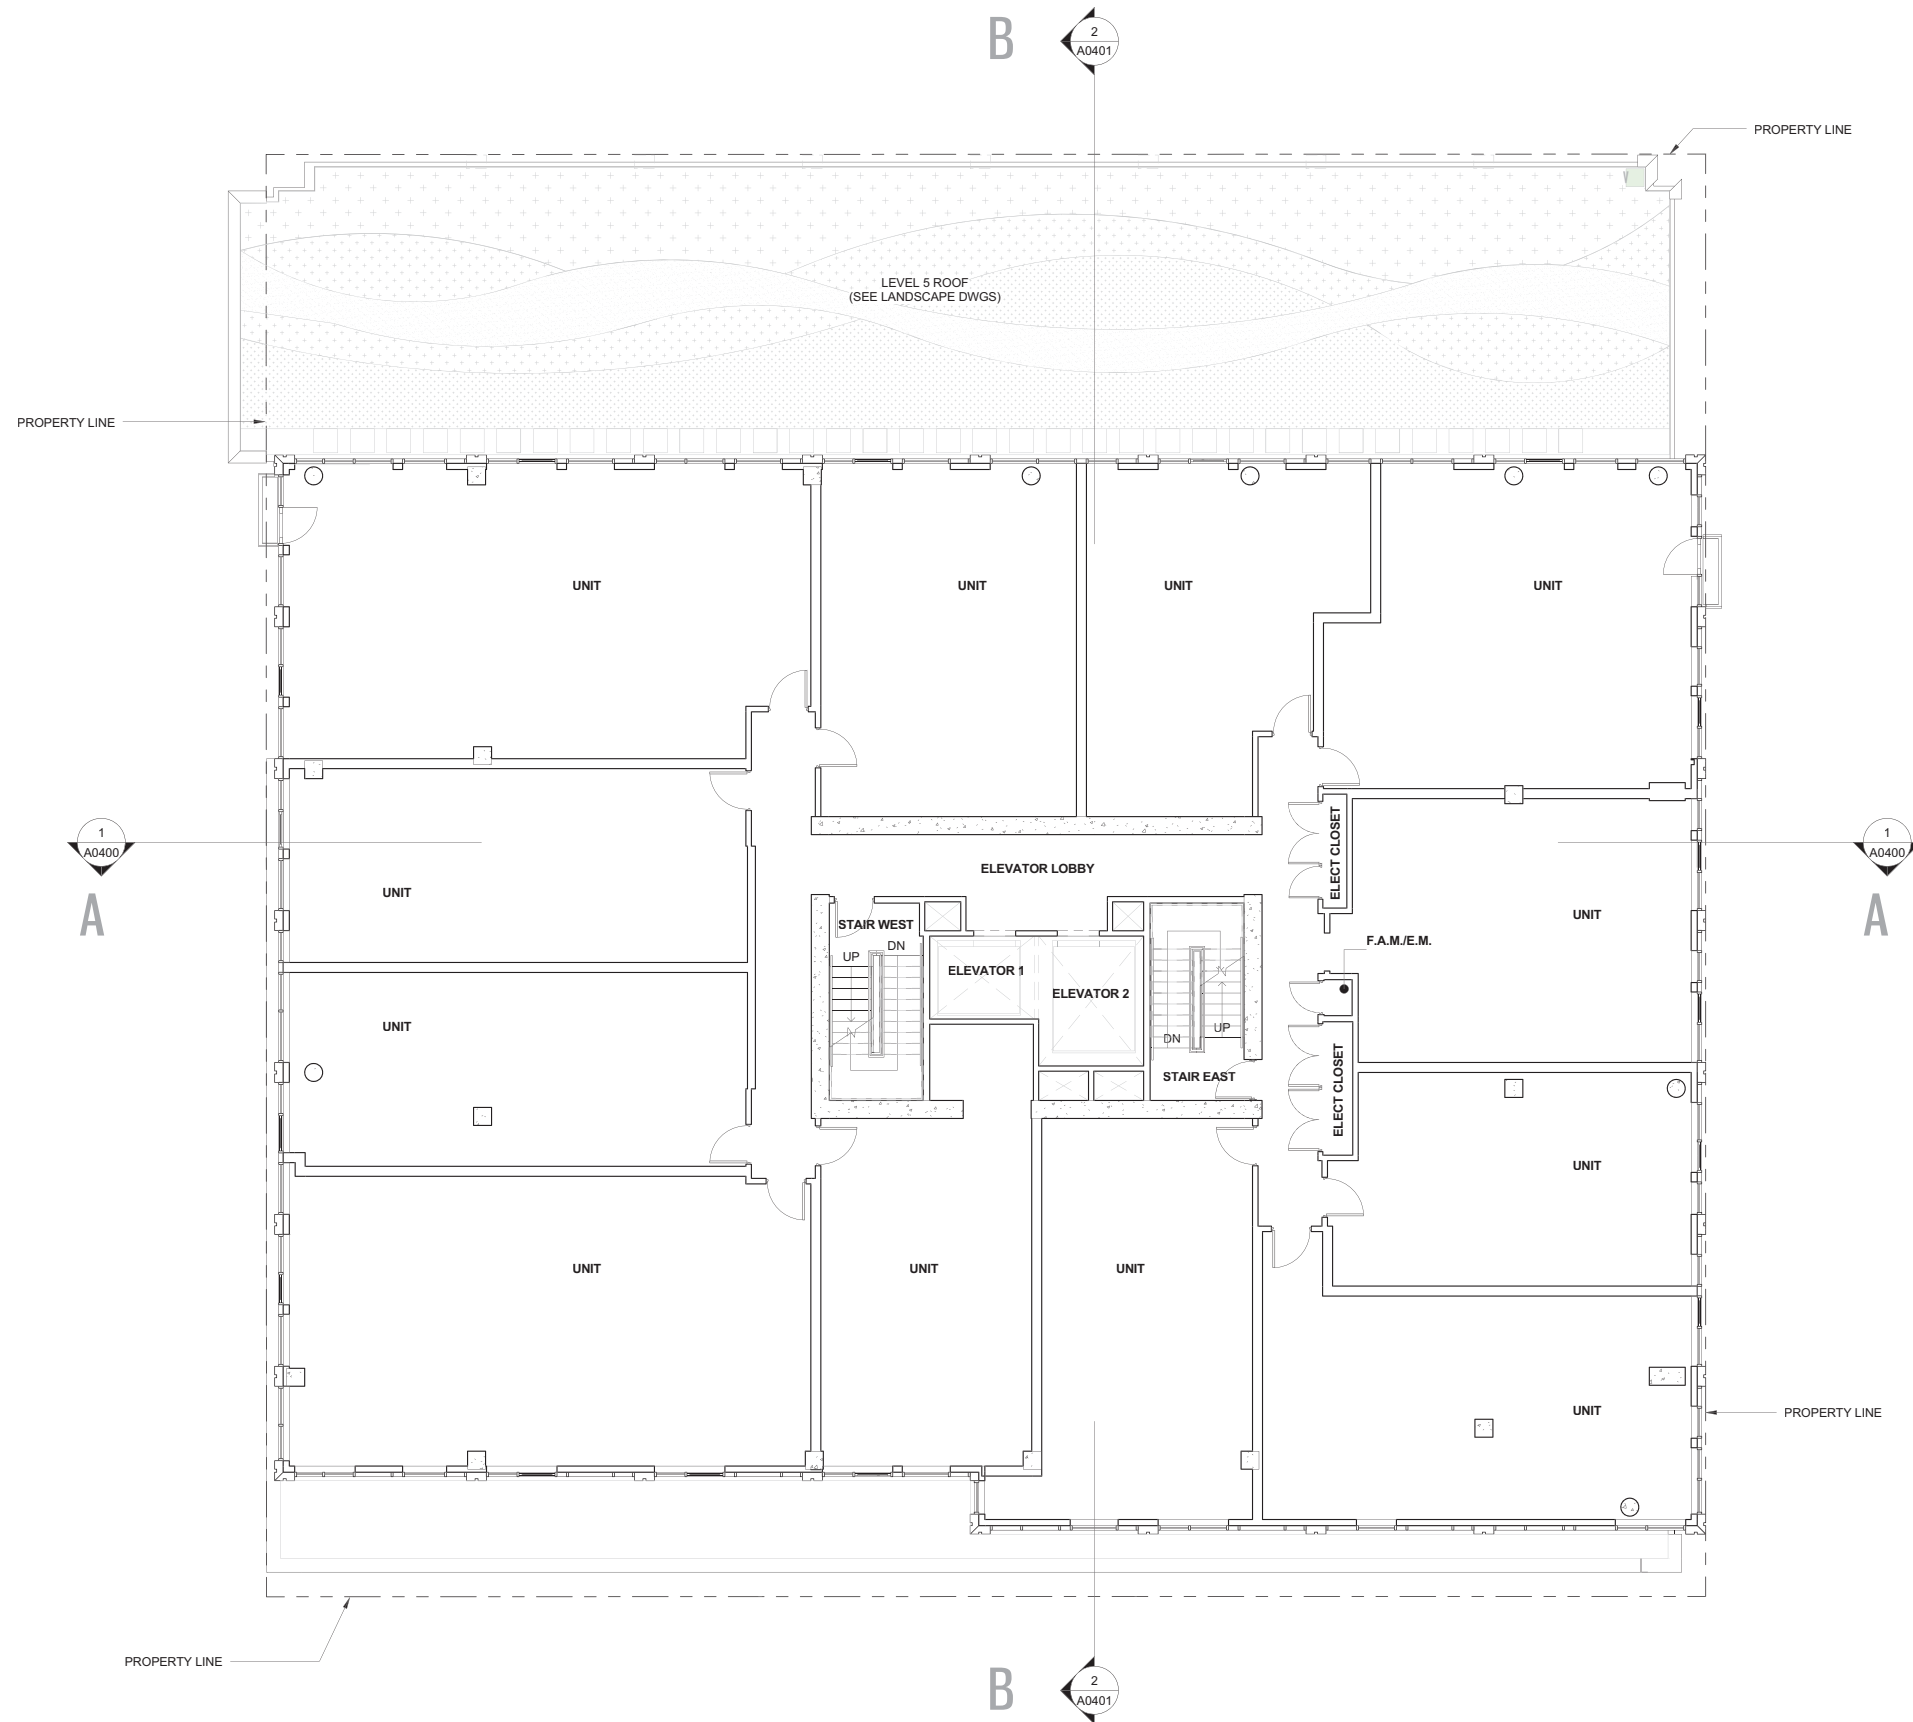 B
2
A0401
PROPERTY LINE
LEVEL 5 ROOF
(SEE LANDSCAPE DWGS)
PROPERTY LINE
UNIT
UNIT
UNIT
UNIT
1
A0400
A
ELEVATOR LOBBY
ELECT CLOSET
1
A0400
A
UNIT
UNIT
STAIR WEST
DN
UP
F.A.M./E.M.
ELEVATOR 1
ELEVATOR 2
UNIT
UP
DN
STAIR EAST
ELECT CLOSET
UNIT
UNIT
UNIT
UNIT
UNIT
PROPERTY LINE
PROPERTY LINE
B
2
A0401